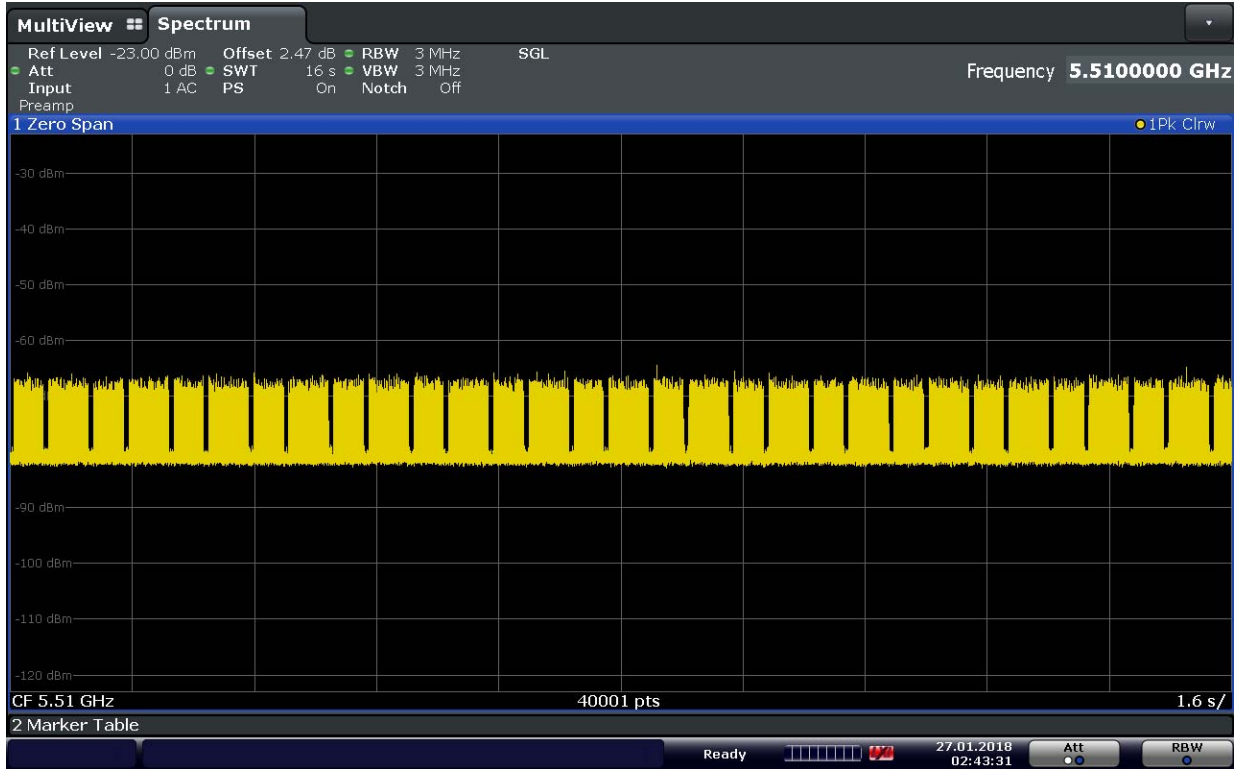 MultiView Spectrum
Ref Level -23.00 dBm Offset 2.47 dB RBW 3 MHz SGL
Att 0 dB SWT 16 s VBW 3 MHz Frequency 5.5100000 GHz
Input 1 AC PS On Notch Off
Preamp
1 Zero Span 1Pk Clrw
-30 dBm
-40 dBm
-50 dBm
-60 dBm
-90 dBm
-100 dBm
-110 dBm
-120 dBm
CF 5.51 GHz 40001 pts 1.6 s/
2 Marker Table
Ready 27.01.2018 Att RBW
02:43:31